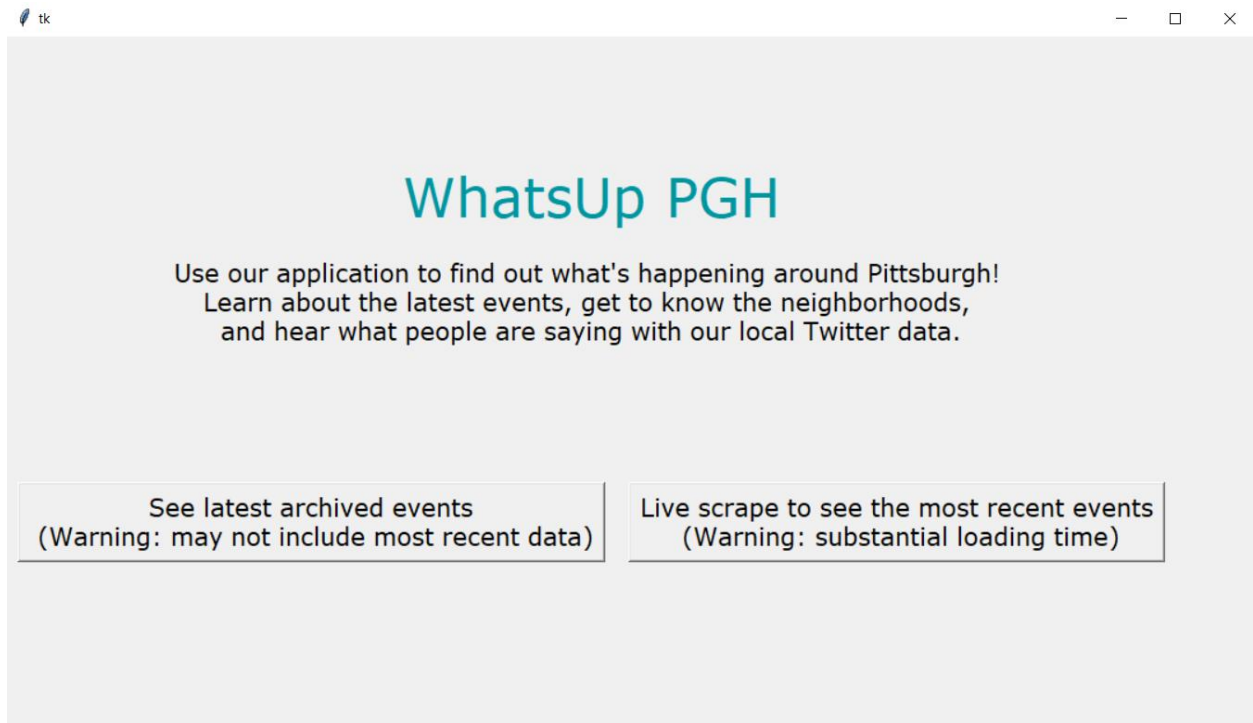 tk
WhatsUp PGH
Use our application to find out what's happening around Pittsburgh!
Learn about the latest events, get to know the neighborhoods,
and hear what people are saying with our local Twitter data.
See latest archived events
(Warning: may not include most recent data)
Live scrape to see the most recent events
(Warning: substantial loading time)